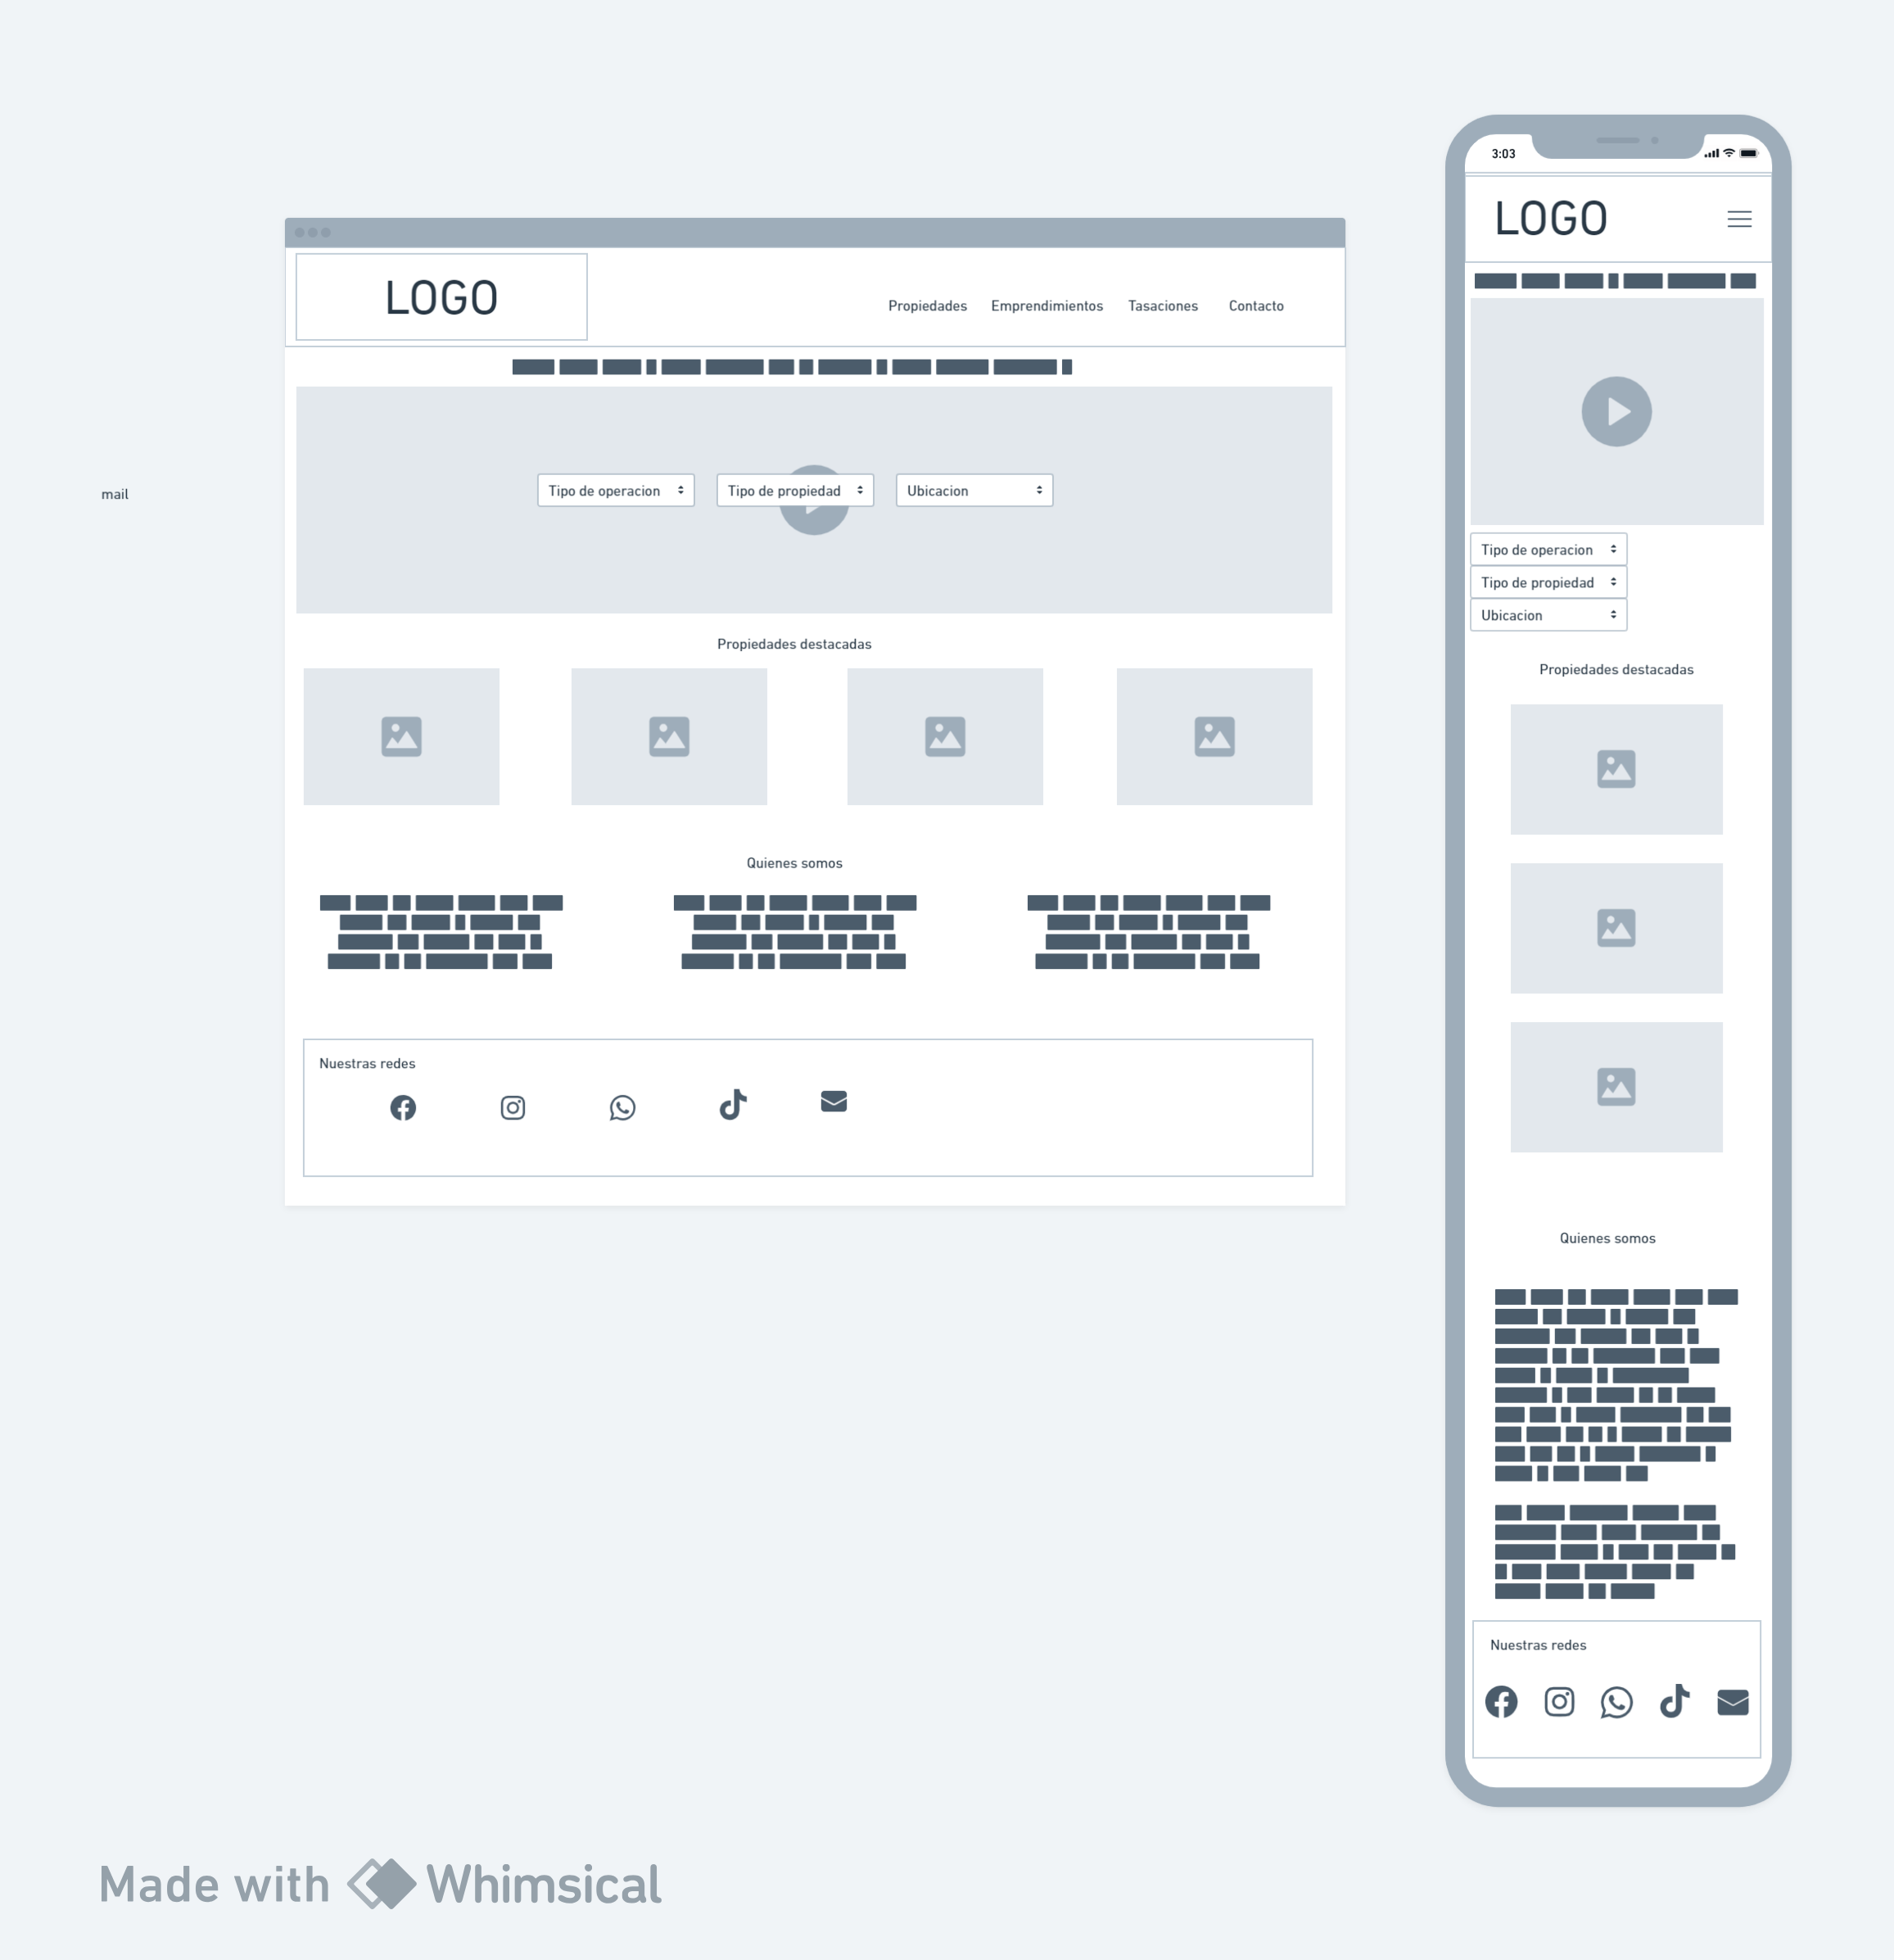 mail
LOGO
Propiedades Emprendimientos Tasaciones Contacto
Tipo de operacion Tipo de propiedad Ubicacion
Propiedades destacadas
Quienes somos
Nuestras redes
3:03
LOGO
Tipo de operacion
Tipo de propiedad
Ubicacion
Propiedades destacadas
Quienes somos
Nuestras redes
Made with Whimsical